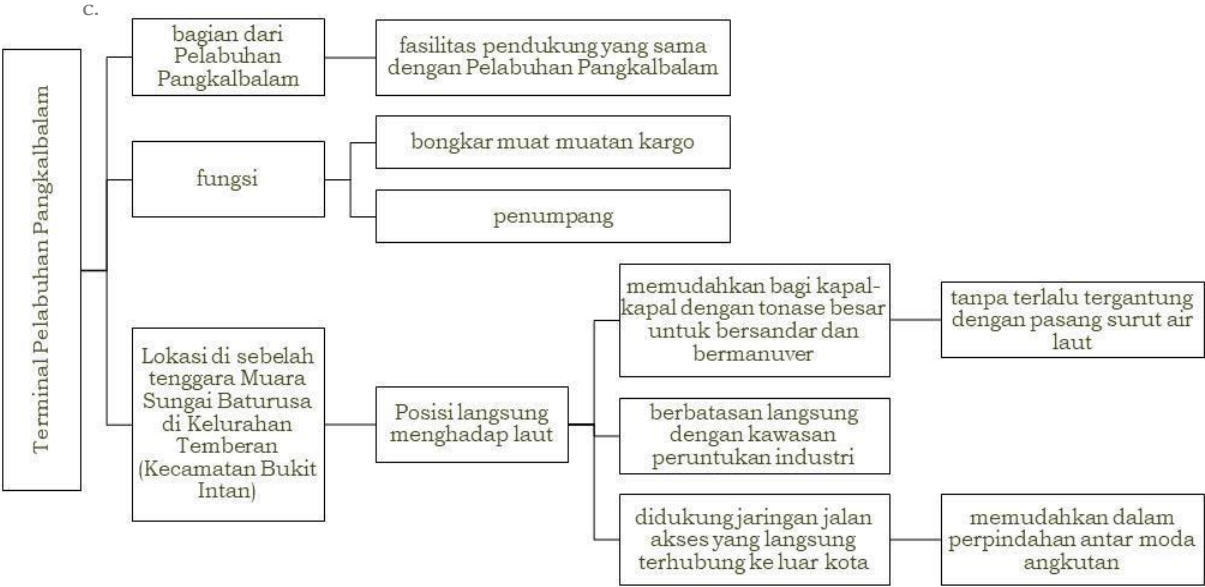 c.
Terminal Pelabuhan Pangkalbalam
bagian dari
Pelabuhan
Pangkalbalam
fasilitas pendukung yang sama
dengan Pelabuhan Pangkalbalam
fungsi
bongkar muat muatan kargo
penumpang
Lokasi di sebelah
tenggara Muara
Sungai Baturusa
di Kelurahan
Temberan
(Kecamatan Bukit
Intan)
Posisi langsung
menghadap laut
memudahkan bagi kapal-
kapal dengan tonase besar
untuk bersandar dan
bermanuver
tanpa terlalu tergantung
dengan pasang surut air
laut
berbatasan langsung
dengan kawasan
peruntukan industri
didukung jaringan jalan
akses yang langsung
terhubung ke luar kota
memudahkan dalam
perpindahan antar moda
angkutan